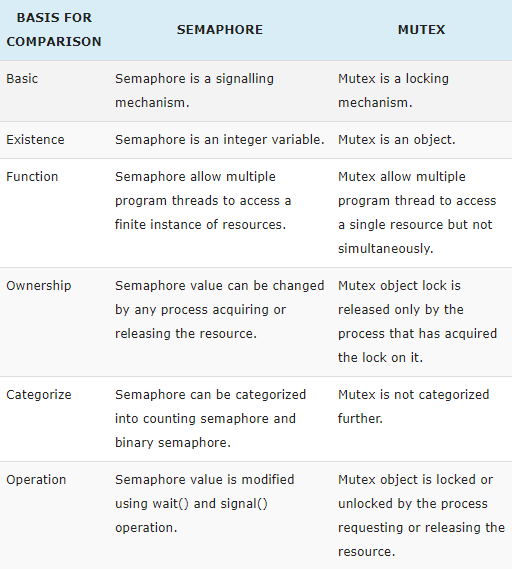 BASIS FOR
COMPARISON
SEMAPHORE
MUTEX
Basic
Semaphore is a signalling
mechanism.
Mutex is a locking
mechanism.
Existence
Semaphore is an integer variable.
Mutex is an object.
Function
Semaphore allow multiple
program threads to access a
finite instance of resources.
Mutex allow multiple
program thread to access
a single resource but not
simultaneously.
Ownership
Semaphore value can be changed
by any process acquiring or
releasing the resource.
Mutex object lock is
released only by the
process that has acquired
the lock on it.
Categorize
Semaphore can be categorized
into counting semaphore and
binary semaphore.
Mutex is not categorized
further.
Operation
Semaphore value is modified
using wait() and signal()
operation.
Mutex object is locked or
unlocked by the process
requesting or releasing the
resource.